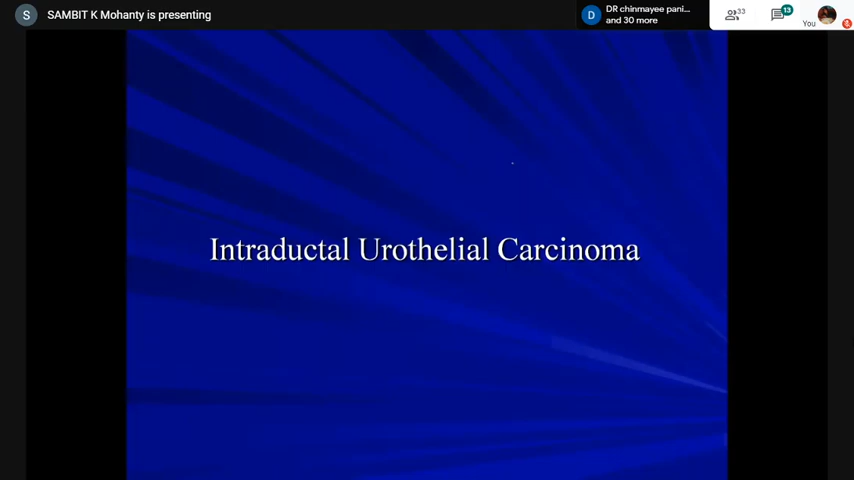 S
SAMBIT K Mohanty is presenting
D
DR chinmayee pani...
and 30 more
33
13
You
Intraductal Urothelial Carcinoma